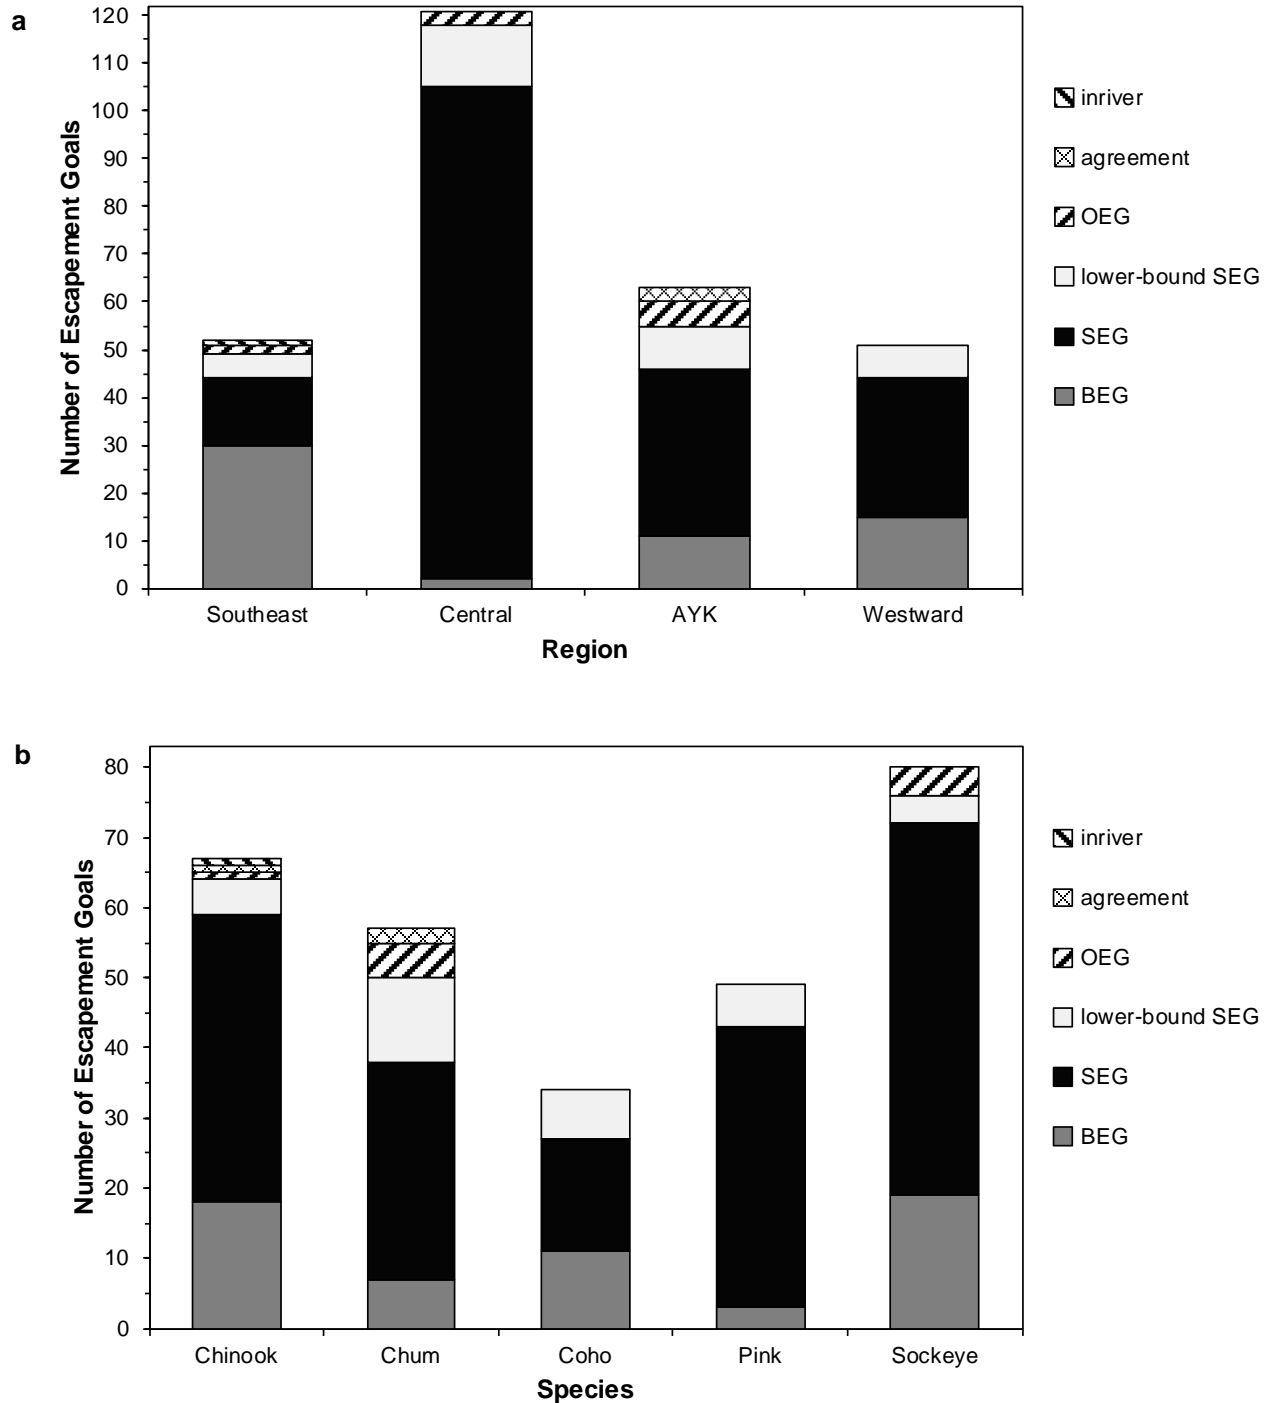 a
Number of Escapement Goals
120
110
100
90
80
70
60
50
40
30
20
10
0
Southeast Central AYK Westward
Region
inriver
agreement
OEG
lower-bound SEG
SEG
BEG
b
Number of Escapement Goals
80
70
60
50
40
30
20
10
0
Chinook Chum Coho Pink Sockeye
Species
inriver
agreement
OEG
lower-bound SEG
SEG
BEG